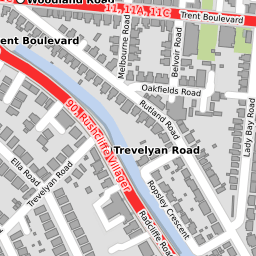 Woodland Road
11,11A,11C
Trent Boulevard
ent Boulevard
Melbourne Road
Belvoir Road
Oakfields Road
Rutland Road
90, Rushcliffe Villager
Lady Bay Road
Trevelyan Road
Ella Road
Trevelyan Road
Ropsley Crescent
Radcliffe Road